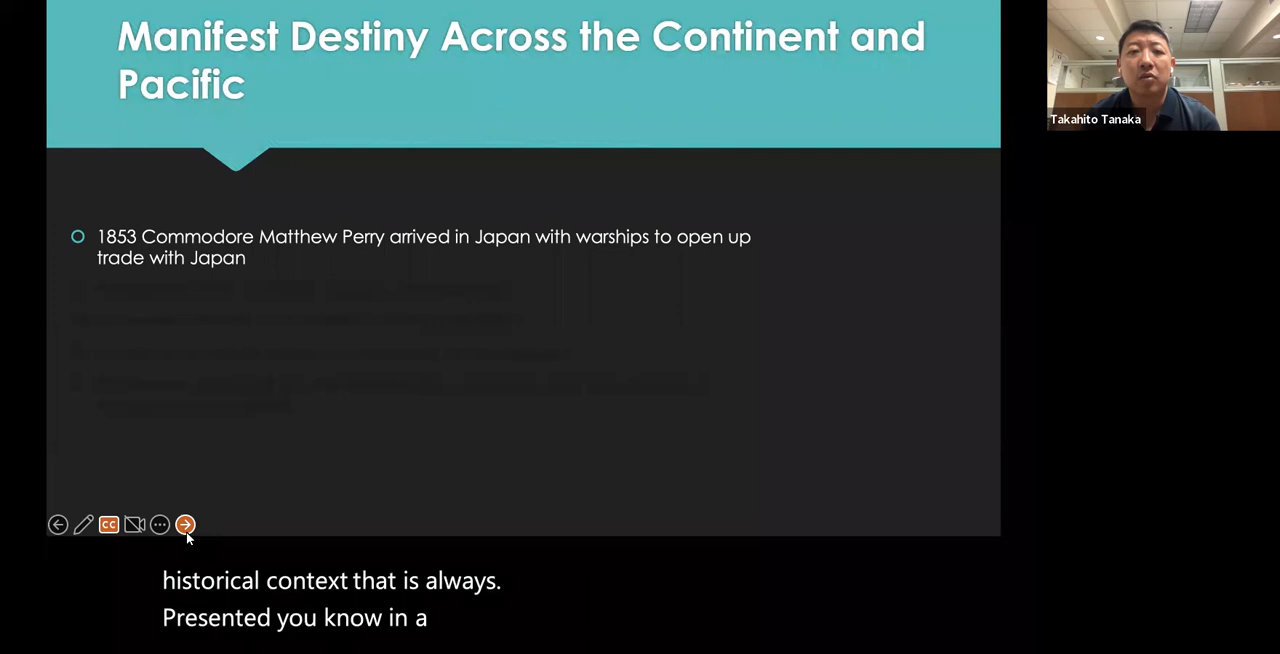 Manifest Destiny Across the Continent and
Pacific
Takahito Tanaka
1853 Commodore Matthew Perry arrived in Japan with warships to open up
trade with Japan
CC
historical context that is always.
Presented you know in a